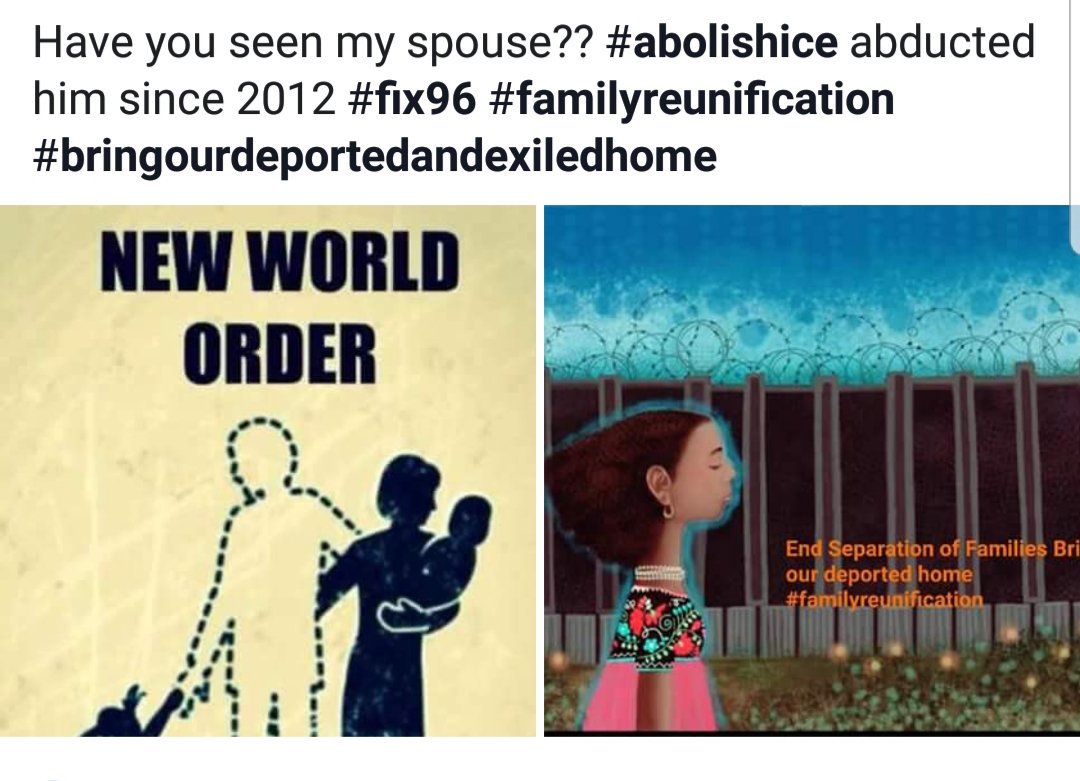 Have you seen my spouse?? #abolishice abducted
him since 2012 #fix96 #familyreunification
#bringourdeportedandexiledhome
NEW WORLD
ORDER
End Separation of Families Bri
our deported home
#familyreunification